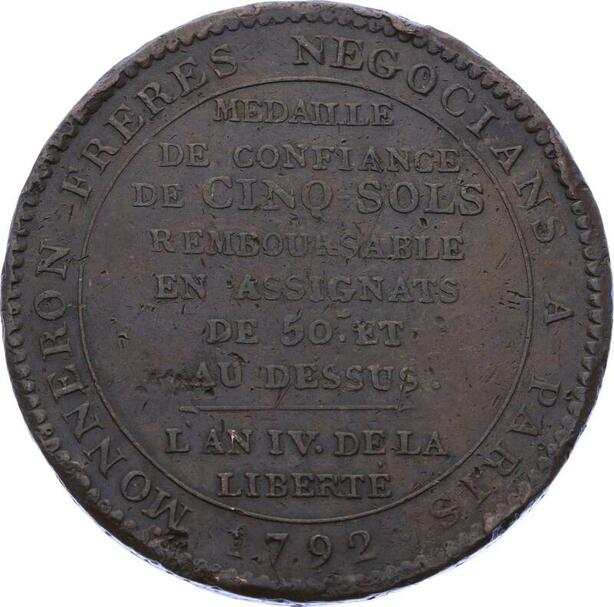 MONNERON FRERES NEGOCIANS A PARIS
MEDAILLE
DE CONFIANCE
DE CINQ SOLS
REMBOURSABLE
EN ASSIGNATS
DE 50.ᵗ ET
AU DESSUS.
L'AN IV. DE LA
LIBERTÉ
1792